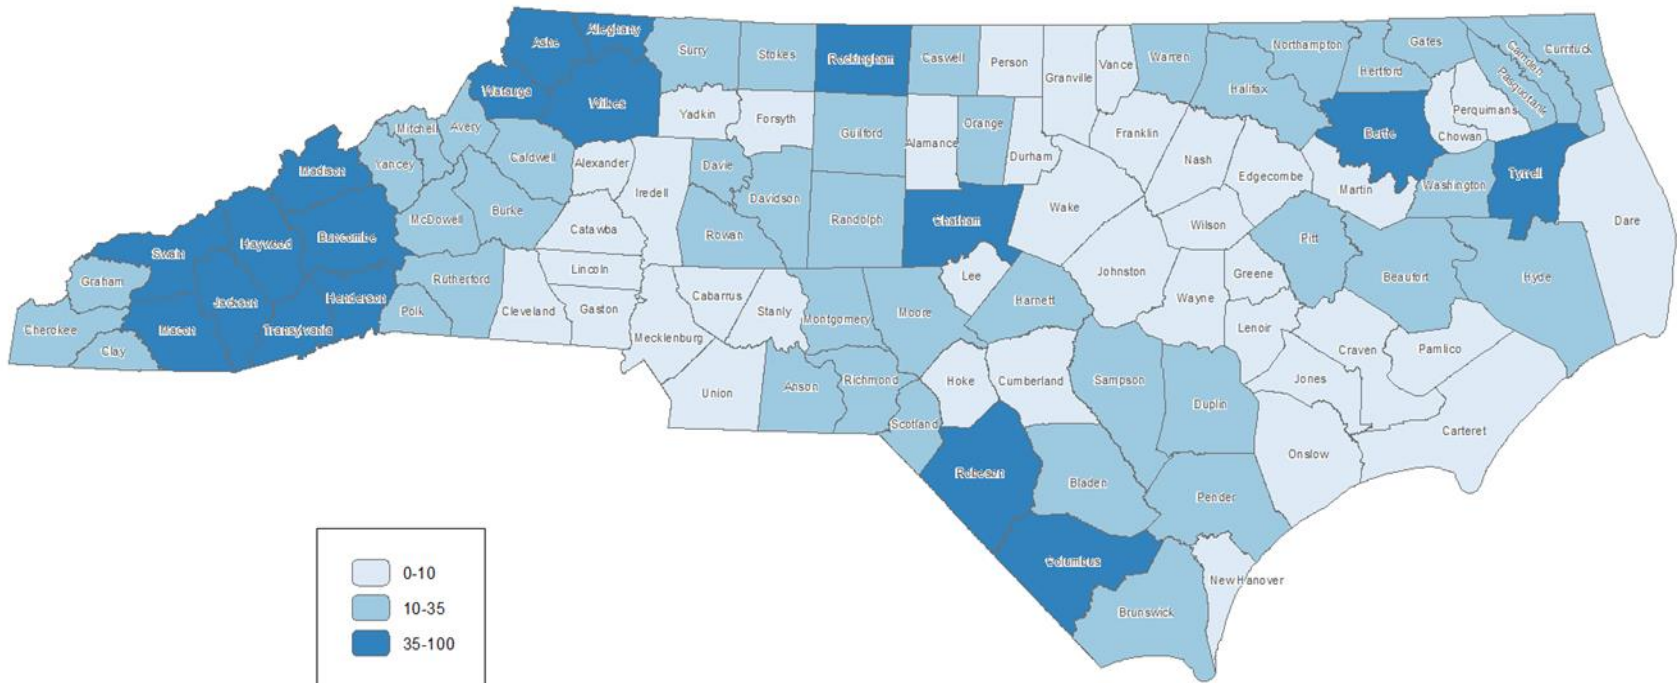 Ashe
Alleghany
Surry
Stokes
Rockingham
Caswell
Person
Granville
Vance
Warren
Northampton
Gates
Camden
Currituck
Hertford
Halifax
Pasquotank
Perquimans
Watauga
Wilkes
Yadkin
Forsyth
Guilford
Alamance
Orange
Durham
Franklin
Nash
Edgecombe
Bertie
Chowan
Mitchell
Avery
Yancey
Caldwell
Alexander
Iredell
Davie
Davidson
Madison
Martin
Washington
Tyrrell
Dare
McDowell
Burke
Catawba
Rowan
Randolph
Chatham
Wake
Wilson
Pitt
Swain
Haywood
Buncombe
Graham
Rutherford
Lincoln
Lee
Johnston
Greene
Beaufort
Hyde
Cherokee
Macon
Jackson
Henderson
Transylvania
Polk
Cleveland
Gaston
Cabarrus
Stanly
Montgomery
Moore
Harnett
Wayne
Lenoir
Craven
Pamlico
Clay
Mecklenburg
Union
Anson
Richmond
Hoke
Cumberland
Sampson
Duplin
Jones
Scotland
Onslow
Carteret
Robeson
Bladen
Pender
Columbus
Brunswick
New Hanover
0-10
10-35
35-100